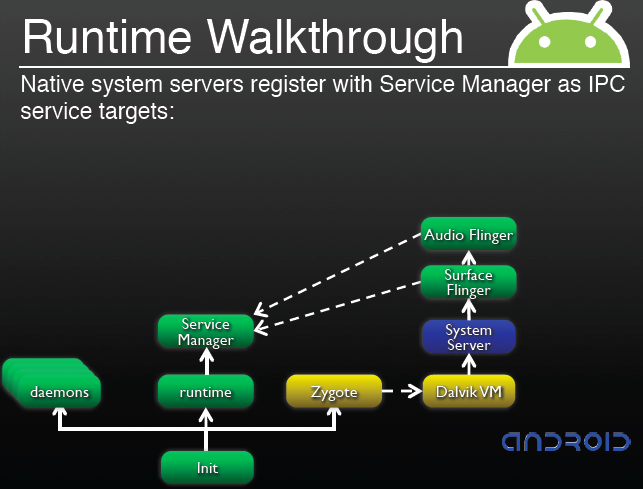 Runtime Walkthrough
Native system servers register with Service Manager as IPC
service targets:
Audio Flinger
Surface
Flinger
Service
Manager
System
Server
daemons
runtime
Zygote
Dalvik VM
ANDROID
Init